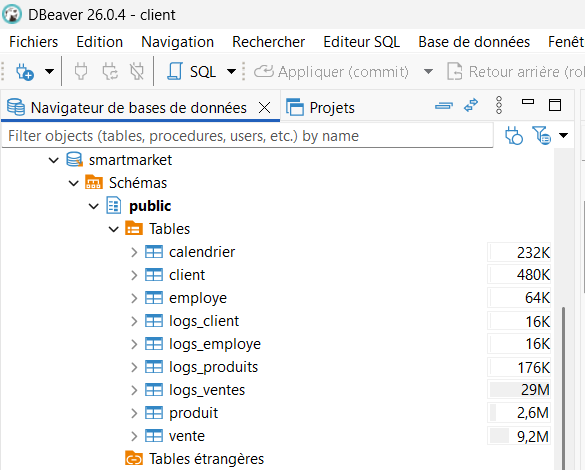 DBeaver 26.0.4 - client
Fichiers Edition Navigation Rechercher Editeur SQL Base de données Fenêt
SQL Appliquer (commit) Retour arrière (rol
Navigateur de bases de données Projets
Filter objects (tables, procedures, users, etc.) by name
smartmarket
Schémas
public
Tables
calendrier 232K
client 480K
employe 64K
logs_client 16K
logs_employe 16K
logs_produits 176K
logs_ventes 29M
produit 2,6M
vente 9,2M
Tables étrangères